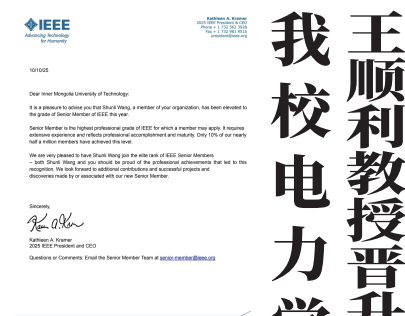 IEEE
Advancing Technology
for Humanity
Kathleen A. Kramer
2025 IEEE President & CEO
Phone + 1 732 562 3928
Fax + 1 732 981 9515
president@ieee.org
10/10/25
Dear Inner Mongolia University of Technology:
It is a pleasure to advise you that Shunli Wang, a member of your organization, has been elevated to
the grade of Senior Member of IEEE this year.
Senior Member is the highest professional grade of IEEE for which a member may apply. It requires
extensive experience and reflects professional accomplishment and maturity. Only 10% of our nearly
half a million members have achieved this level.
We are very pleased to have Shunli Wang join the elite rank of IEEE Senior Members
– both Shunli Wang and you should be proud of the professional achievements that led to this
recognition. We look forward to additional contributions and successful projects and
discoveries made by or associated with our new Senior Member.
Sincerely,
Kathleen A. Kramer
2025 IEEE President and CEO
Questions or Comments: Email the Senior Member Team at senior-member@ieee.org
王顺利教授晋升
我校电力学